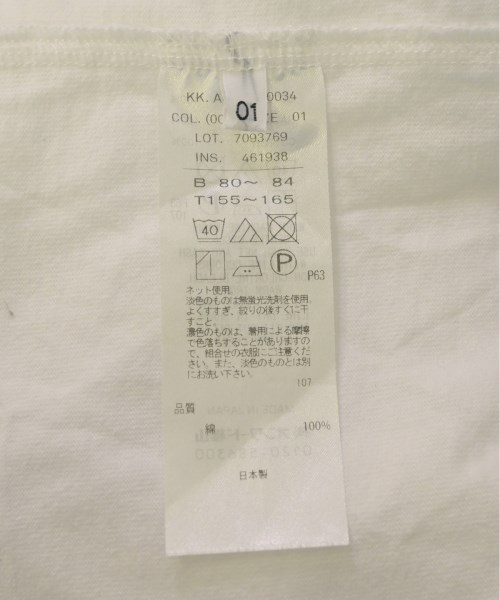 KK. A 0034
01
COL. (00 ZE 01
LOT. 7093769
INS. 461938
B 80〜 84
T155〜165
40
P
P63
ネット使用。
淡色のものは無蛍光洗剤を使用、
よくすすぎ、絞りの後すぐに干
すこと。
濃色のものは、着用による摩擦
で色落ちすることがありますの
で、組合せの衣服にご注意くだ
さい。また、淡色のものとは別
にお洗い下さい。
107
品質
綿 100%
日本製